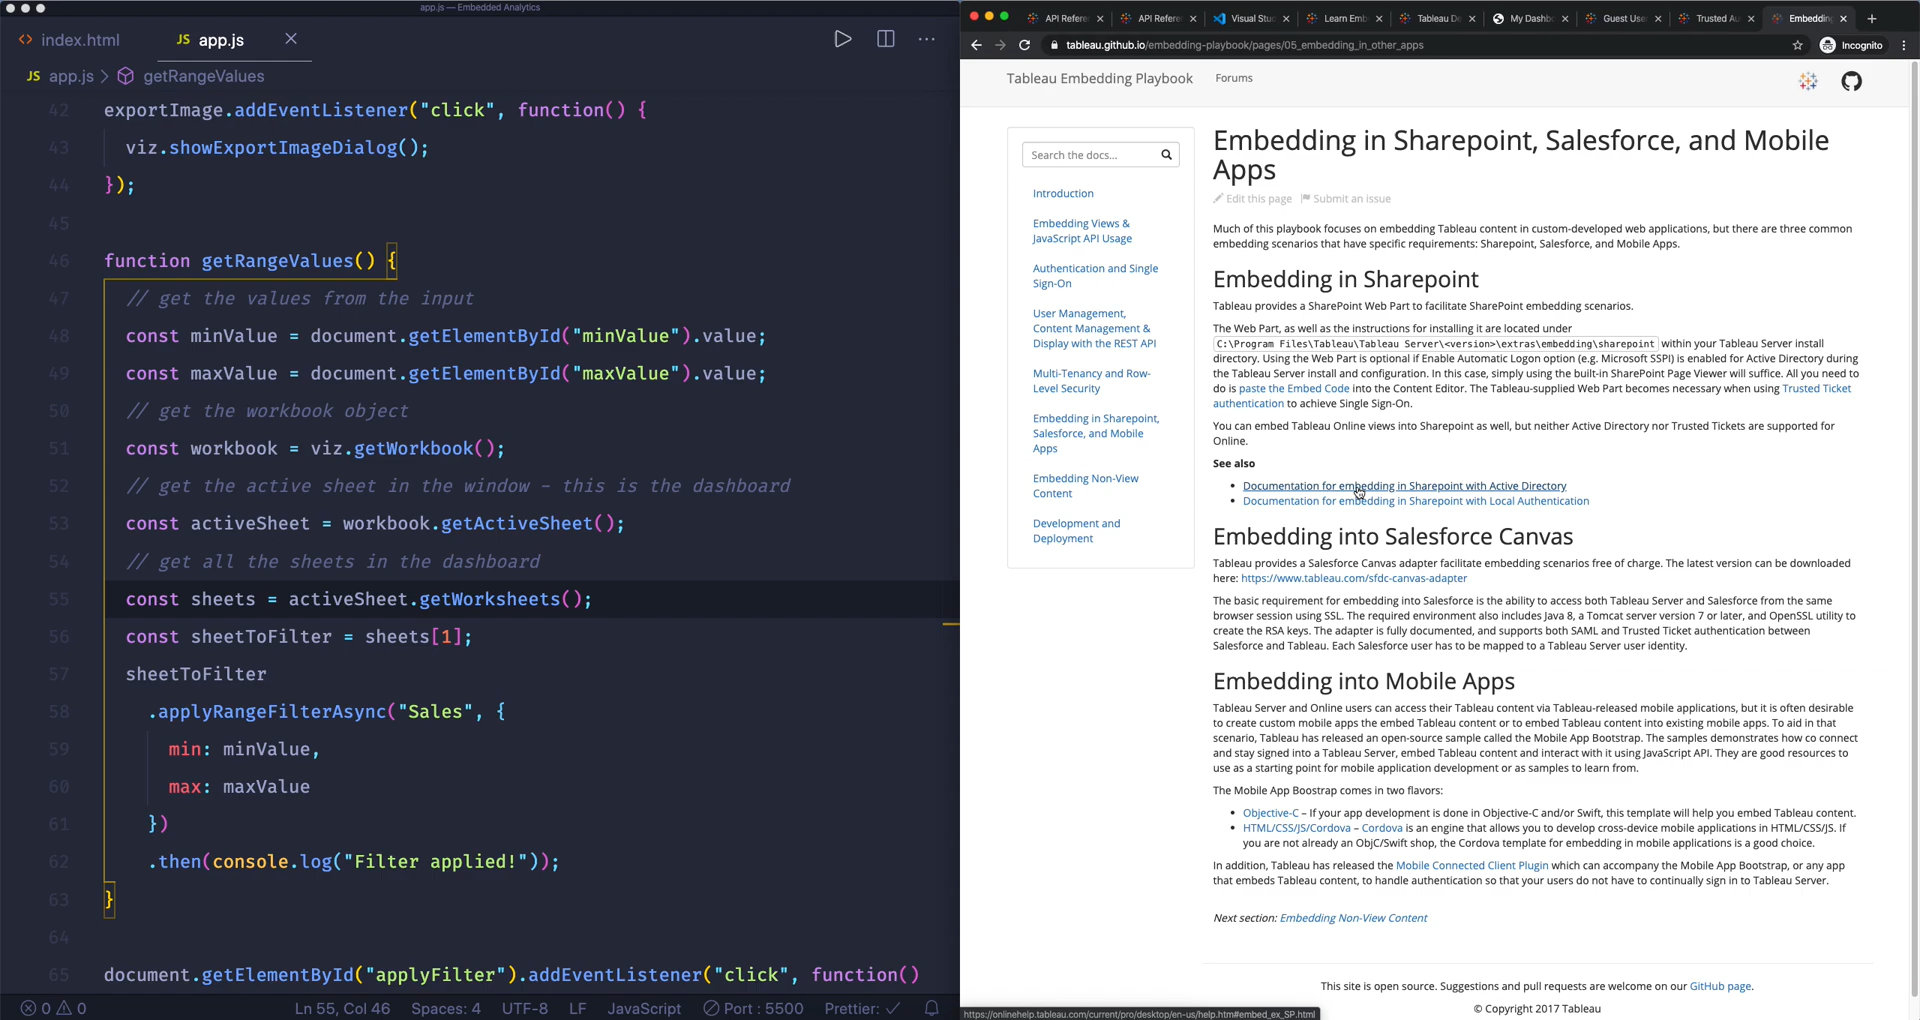 app.js — Embedded Analytics
index.html
JS app.js
JS app.js > getRangeValues
42 exportImage.addEventListener("click", function() {
43 viz.showExportImageDialog();
44 });
45
46 function getRangeValues() {
47 // get the values from the input
48 const minValue = document.getElementById("minValue").value;
49 const maxValue = document.getElementById("maxValue").value;
50 // get the workbook object
51 const workbook = viz.getWorkbook();
52 // get the active sheet in the window - this is the dashboard
53 const activeSheet = workbook.getActiveSheet();
54 // get all the sheets in the dashboard
55 const sheets = activeSheet.getWorksheets();
56 const sheetToFilter = sheets[1];
57 sheetToFilter
58 .applyRangeFilterAsync("Sales", {
59 min: minValue,
60 max: maxValue
61 })
62 .then(console.log("Filter applied!"));
63 }
64
65 document.getElementById("applyFilter").addEventListener("click", function()
0 0 Ln 55, Col 46 Spaces: 4 UTF-8 LF JavaScript Port : 5500 Prettier: ✓
API Refere API Refere Visual Stu Learn Emb Tableau De My Dashb Guest Use Trusted Au Embedding
tableau.github.io/embedding-playbook/pages/05_embedding_in_other_apps Incognito
Tableau Embedding Playbook Forums
Search the docs...
Introduction
Embedding Views &
JavaScript API Usage
Authentication and Single
Sign-On
User Management,
Content Management &
Display with the REST API
Multi-Tenancy and Row-
Level Security
Embedding in Sharepoint,
Salesforce, and Mobile
Apps
Embedding Non-View
Content
Development and
Deployment
Embedding in Sharepoint, Salesforce, and Mobile
Apps
Edit this page Submit an issue
Much of this playbook focuses on embedding Tableau content in custom-developed web applications, but there are three common
embedding scenarios that have specific requirements: Sharepoint, Salesforce, and Mobile Apps.
Embedding in Sharepoint
Tableau provides a SharePoint Web Part to facilitate SharePoint embedding scenarios.
The Web Part, as well as the instructions for installing it are located under
C:\Program Files\Tableau\Tableau Server\<version>\extras\embedding\sharepoint within your Tableau Server install
directory. Using the Web Part is optional if Enable Automatic Logon option (e.g. Microsoft SSPI) is enabled for Active Directory during
the Tableau Server install and configuration. In this case, simply using the built-in SharePoint Page Viewer will suffice. All you need to
do is paste the Embed Code into the Content Editor. The Tableau-supplied Web Part becomes necessary when using Trusted Ticket
authentication to achieve Single Sign-On.
You can embed Tableau Online views into Sharepoint as well, but neither Active Directory nor Trusted Tickets are supported for
Online.
See also
Documentation for embedding in Sharepoint with Active Directory
Documentation for embedding in Sharepoint with Local Authentication
Embedding into Salesforce Canvas
Tableau provides a Salesforce Canvas adapter facilitate embedding scenarios free of charge. The latest version can be downloaded
here: https://www.tableau.com/sfdc-canvas-adapter
The basic requirement for embedding into Salesforce is the ability to access both Tableau Server and Salesforce from the same
browser session using SSL. The required environment also includes Java 8, a Tomcat server version 7 or later, and OpenSSL utility to
create the RSA keys. The adapter is fully documented, and supports both SAML and Trusted Ticket authentication between
Salesforce and Tableau. Each Salesforce user has to be mapped to a Tableau Server user identity.
Embedding into Mobile Apps
Tableau Server and Online users can access their Tableau content via Tableau-released mobile applications, but it is often desirable
to create custom mobile apps the embed Tableau content or to embed Tableau content into existing mobile apps. To aid in that
scenario, Tableau has released an open-source sample called the Mobile App Bootstrap. The samples demonstrates how co connect
and stay signed into a Tableau Server, embed Tableau content and interact with it using JavaScript API. They are good resources to
use as a starting point for mobile application development or as samples to learn from.
The Mobile App Boostrap comes in two flavors:
Objective-C – If your app development is done in Objective-C and/or Swift, this template will help you embed Tableau content.
HTML/CSS/JS/Cordova – Cordova is an engine that allows you to develop cross-device mobile applications in HTML/CSS/JS. If
you are not already an ObjC/Swift shop, the Cordova template for embedding in mobile applications is a good choice.
In addition, Tableau has released the Mobile Connected Client Plugin which can accompany the Mobile App Bootstrap, or any app
that embeds Tableau content, to handle authentication so that your users do not have to continually sign in to Tableau Server.
Next section: Embedding Non-View Content
This site is open source. Suggestions and pull requests are welcome on our GitHub page.
© Copyright 2017 Tableau
https://onlinehelp.tableau.com/current/pro/desktop/en-us/help.htm#embed_ex_SP.html